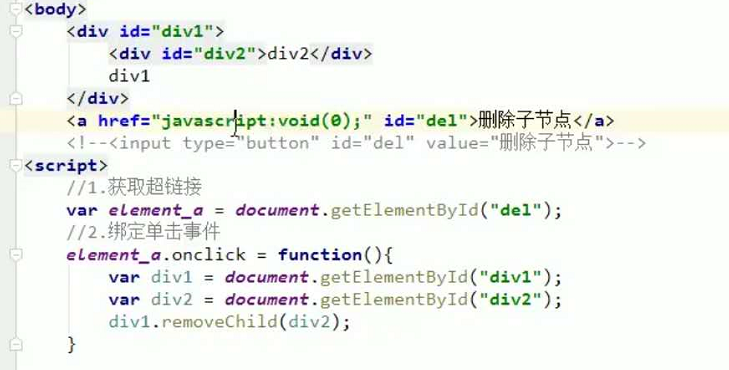 <body>
<div id="div1">
<div id="div2">div2</div>
div1
</div>
<a href="javascript:void(0);" id="del">删除子节点</a>
<!--<input type="button" id="del" value="删除子节点">-->
<script>
//1.获取超链接
var element_a = document.getElementById("del");
//2.绑定单击事件
element_a.onclick = function(){
var div1 = document.getElementById("div1");
var div2 = document.getElementById("div2");
div1.removeChild(div2);
}